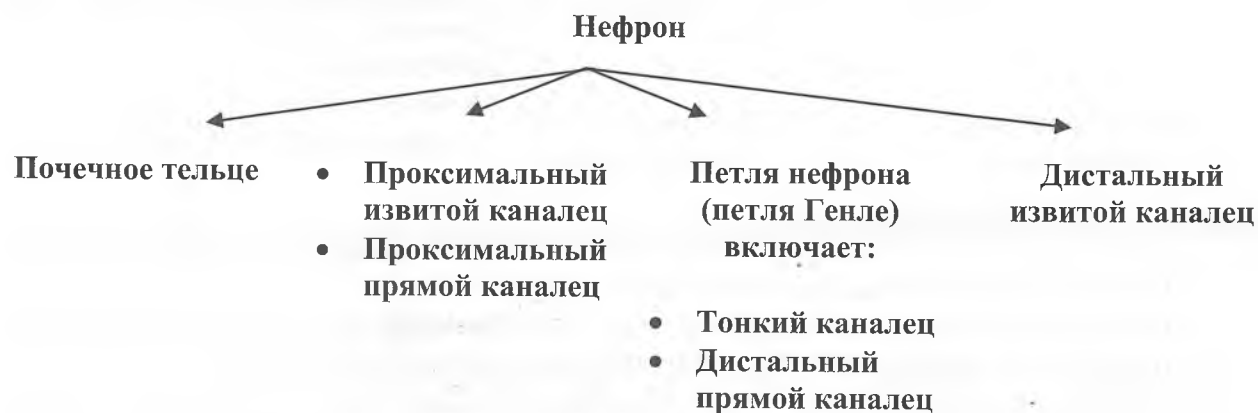 Нефрон
Почечное тельце
• Проксимальный
извитой каналец
• Проксимальный
прямой каналец
Петля нефрона
(петля Генле)
включает:
• Тонкий каналец
• Дистальный
прямой каналец
Дистальный
извитой каналец